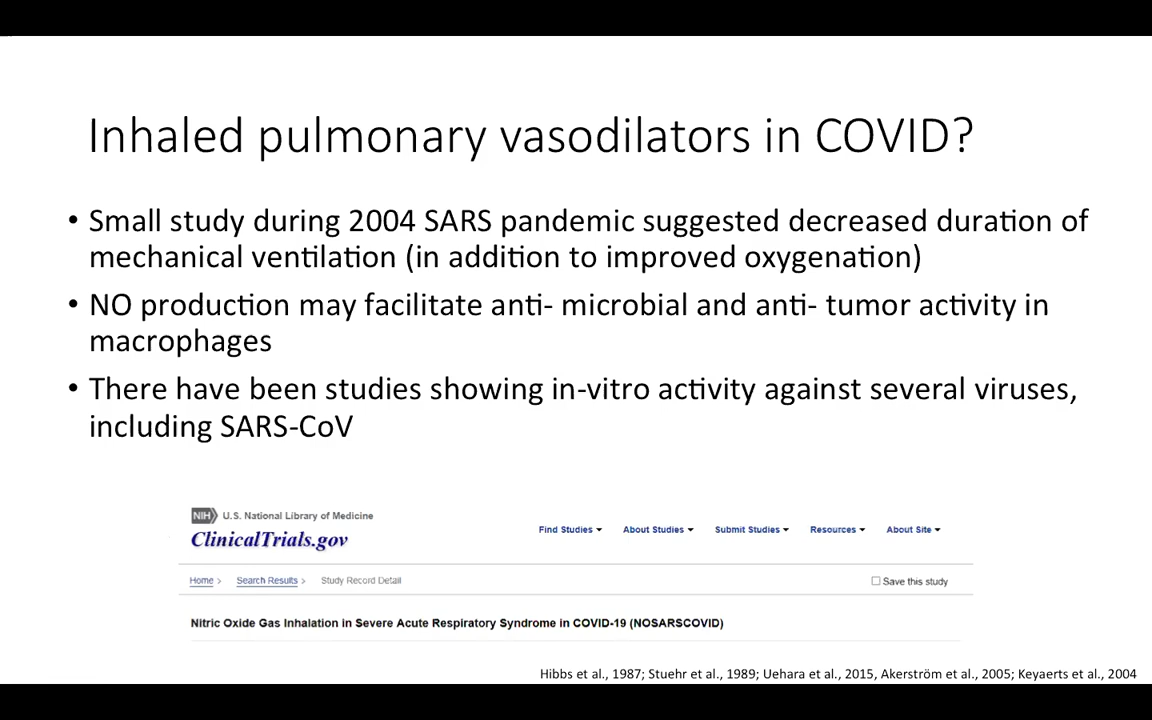 Inhaled pulmonary vasodilators in COVID?
• Small study during 2004 SARS pandemic suggested decreased duration of
mechanical ventilation (in addition to improved oxygenation)
• NO production may facilitate anti- microbial and anti- tumor activity in
macrophages
• There have been studies showing in-vitro activity against several viruses,
including SARS-CoV
NIH U.S. National Library of Medicine
ClinicalTrials.gov
Find Studies About Studies Submit Studies Resources About Site
Home > Search Results > Study Record Detail Save this study
Nitric Oxide Gas Inhalation in Severe Acute Respiratory Syndrome in COVID-19 (NOSARSCOVID)
Hibbs et al., 1987; Stuehr et al., 1989; Uehara et al., 2015, Akerström et al., 2005; Keyaerts et al., 2004